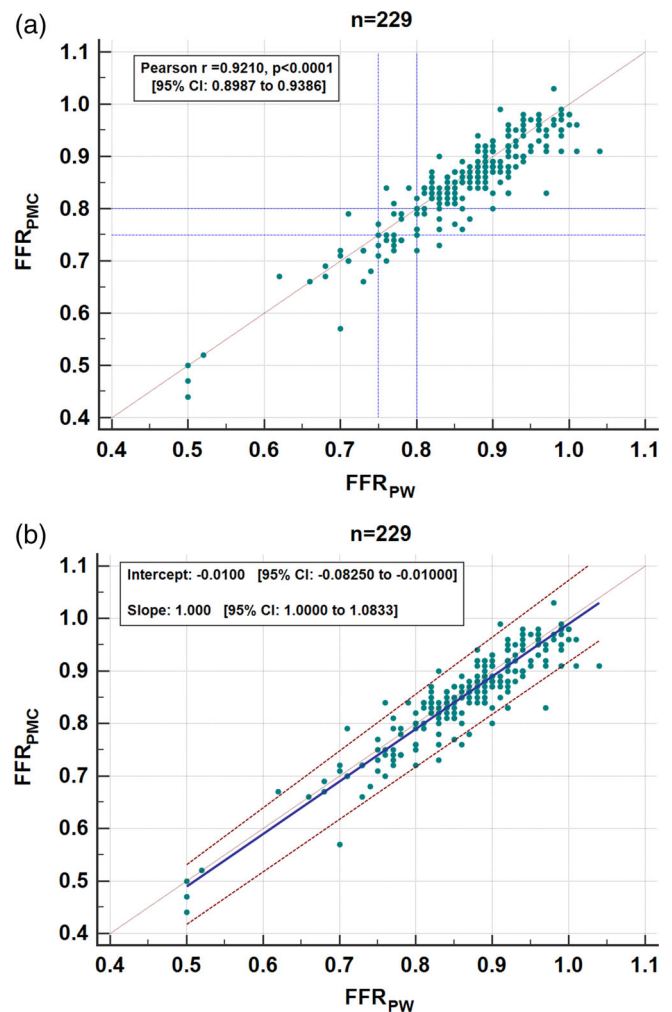 (a)
n=229
Pearson r =0.9210, p<0.0001
[95% CI: 0.8987 to 0.9386]
1.1
1.0
0.9
0.8
0.7
0.6
0.5
0.4
FFRPMC
0.4 0.5 0.6 0.7 0.8 0.9 1.0 1.1
FFRPW
(b)
n=229
Intercept: -0.0100 [95% CI: -0.08250 to -0.01000]
Slope: 1.000 [95% CI: 1.0000 to 1.0833]
1.1
1.0
0.9
0.8
0.7
0.6
0.5
0.4
FFRPMC
0.4 0.5 0.6 0.7 0.8 0.9 1.0 1.1
FFRPW